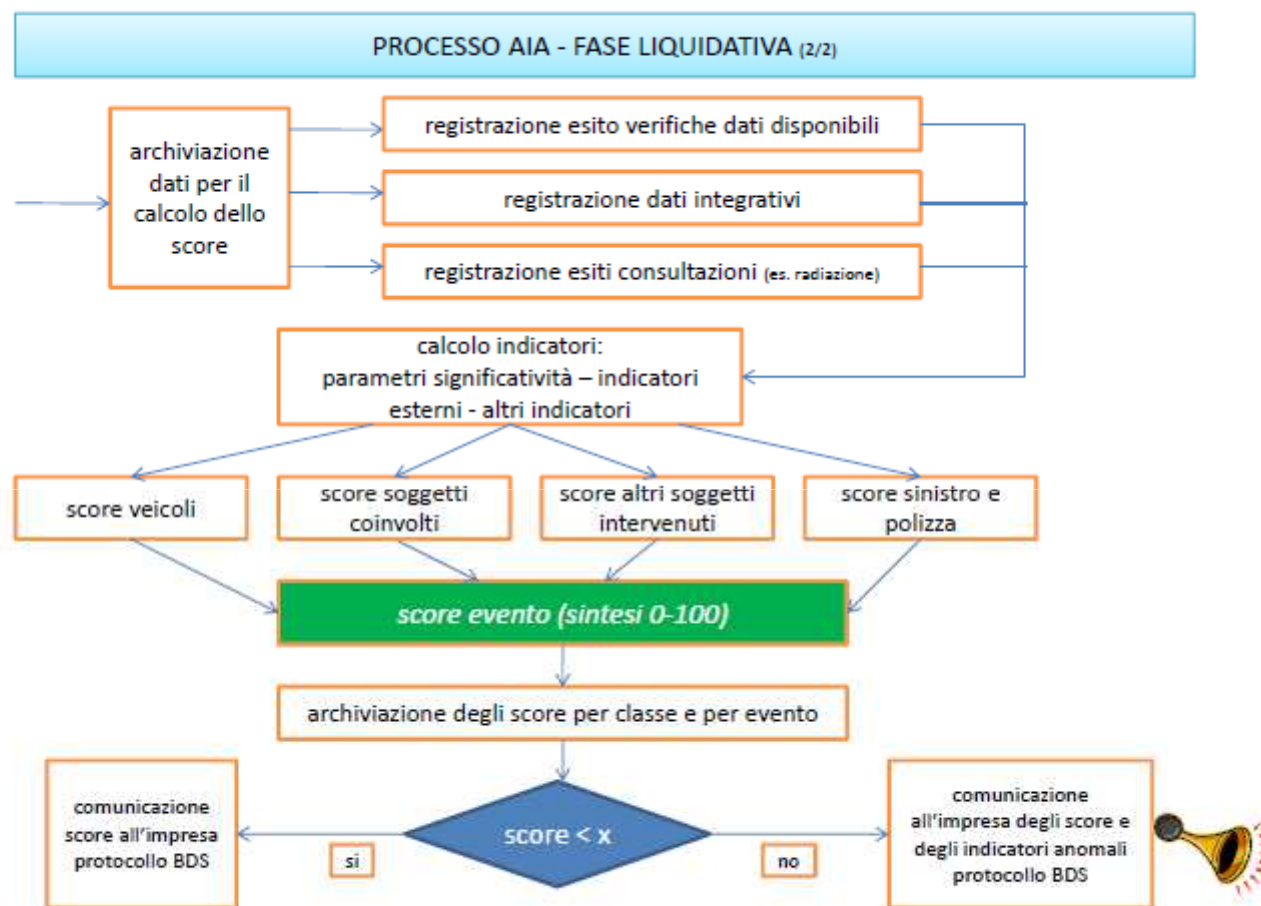 PROCESSO AIA - FASE LIQUIDATIVA (2/2)
archiviazione
dati per il
calcolo dello
score
registrazione esito verifiche dati disponibili
registrazione dati integrativi
registrazione esiti consultazioni (es. radiazione)
calcolo indicatori:
parametri significatività – indicatori
esterni - altri indicatori
score veicoli
score soggetti
coinvolti
score altri soggetti
intervenuti
score sinistro e
polizza
score evento (sintesi 0-100)
archiviazione degli score per classe e per evento
comunicazione
score all'impresa
protocollo BDS
si
score < x
no
comunicazione
all'impresa degli score e
degli indicatori anomali
protocollo BDS